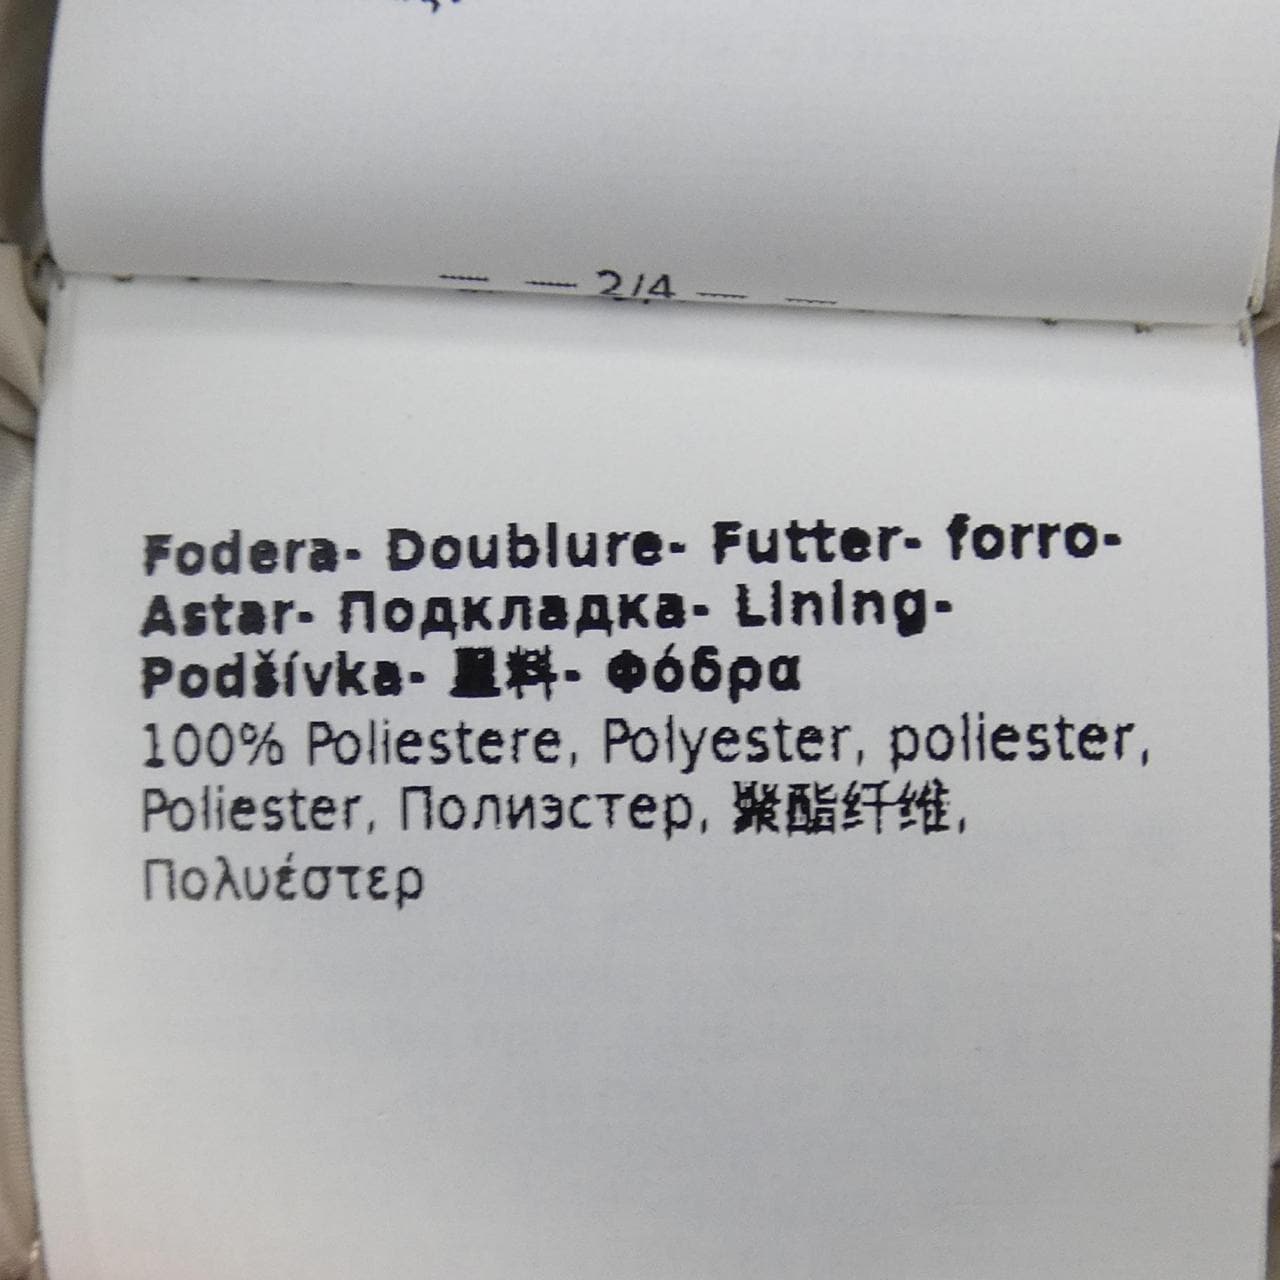 — — 2/4 — —
Fodera- Doublure- Futter- forro-
Astar- Подкладка- Lining-
Podšívka- 里料- Φόδρα
100% Poliestere, Polyester, poliester,
Poliester, Полиэстер, 聚酯纤维,
Πολυέστερ